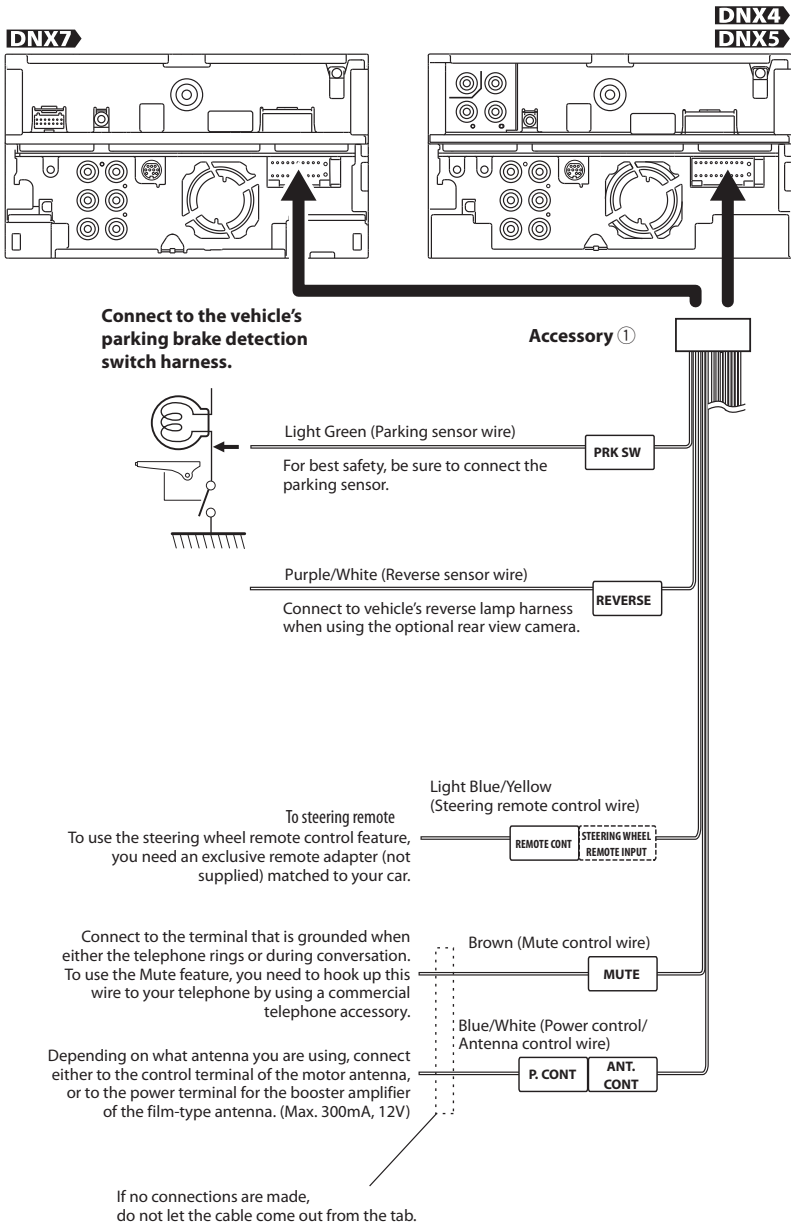 DNX7
DNX4
DNX5
Connect to the vehicle's
parking brake detection
switch harness.
Accessory ①
Light Green (Parking sensor wire)
PRK SW
For best safety, be sure to connect the
parking sensor.
Purple/White (Reverse sensor wire)
REVERSE
Connect to vehicle's reverse lamp harness
when using the optional rear view camera.
Light Blue/Yellow
(Steering remote control wire)
To steering remote
To use the steering wheel remote control feature,
you need an exclusive remote adapter (not
supplied) matched to your car.
REMOTE CONT
STEERING WHEEL
REMOTE INPUT
Connect to the terminal that is grounded when
either the telephone rings or during conversation.
To use the Mute feature, you need to hook up this
wire to your telephone by using a commercial
telephone accessory.
Brown (Mute control wire)
MUTE
Blue/White (Power control/
Antenna control wire)
Depending on what antenna you are using, connect
either to the control terminal of the motor antenna,
or to the power terminal for the booster amplifier
of the film-type antenna. (Max. 300mA, 12V)
P. CONT
ANT.
CONT
If no connections are made,
do not let the cable come out from the tab.